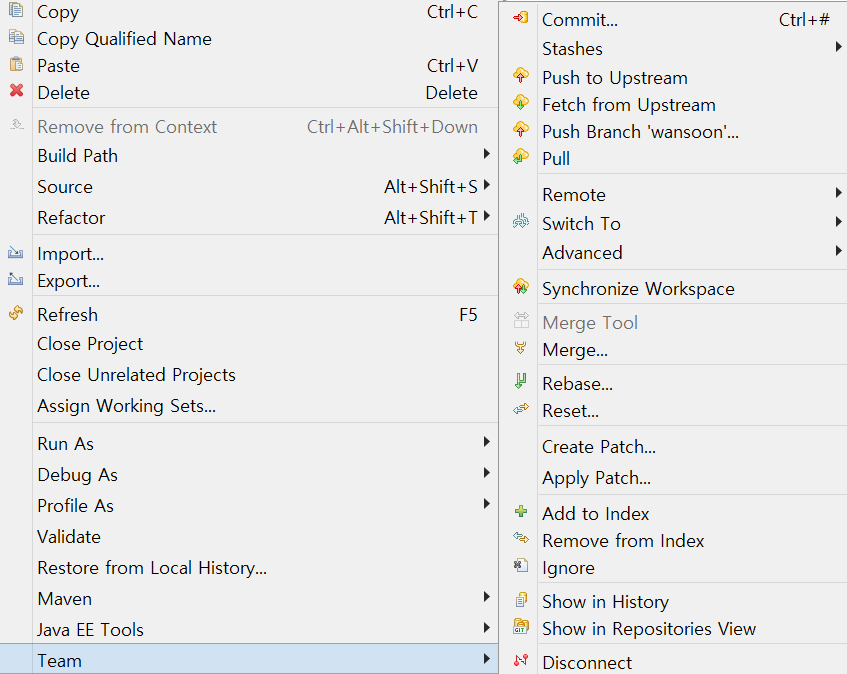 Copy Ctrl+C
Copy Qualified Name
Paste Ctrl+V
Delete Delete
Remove from Context Ctrl+Alt+Shift+Down
Build Path
Source Alt+Shift+S
Refactor Alt+Shift+T
Import...
Export...
Refresh F5
Close Project
Close Unrelated Projects
Assign Working Sets...
Run As
Debug As
Profile As
Validate
Restore from Local History...
Maven
Java EE Tools
Team
Commit... Ctrl+#
Stashes
Push to Upstream
Fetch from Upstream
Push Branch 'wansoon'...
Pull
Remote
Switch To
Advanced
Synchronize Workspace
Merge Tool
Merge...
Rebase...
Reset...
Create Patch...
Apply Patch...
Add to Index
Remove from Index
Ignore
Show in History
GIT Show in Repositories View
Disconnect